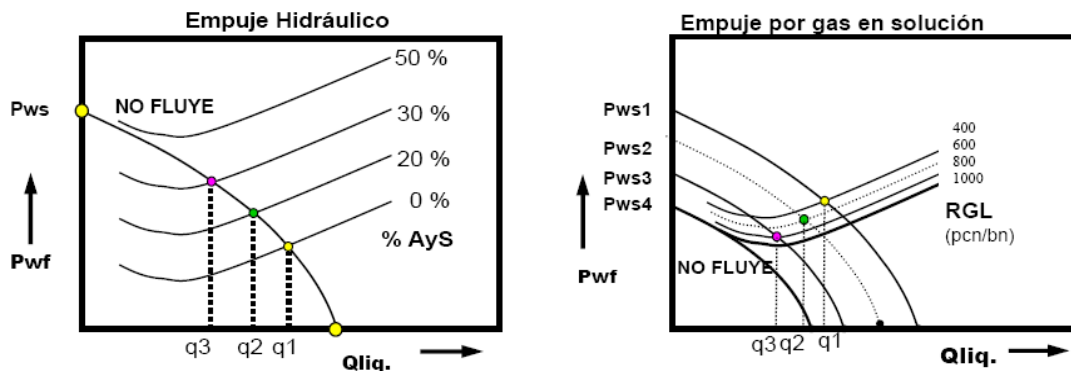 Empuje Hidráulico
50 %
Pws
NO FLUYE
30 %
20 %
0 %
% AyS
Pwf
q3 q2 q1
Qliq.
Empuje por gas en solución
Pws1
Pws2
Pws3
Pws4
400
600
800
1000
RGL
(pcn/bn)
NO FLUYE
Pwf
q3 q2 q1
Qliq.